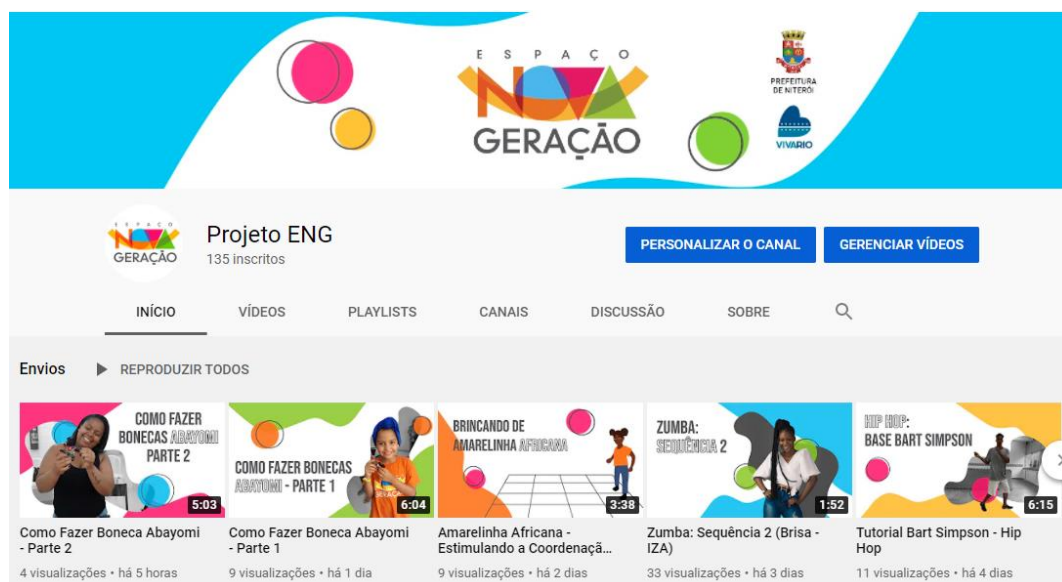 ESPAÇO
NOVA
GERAÇÃO
PREFEITURA
DE NITERÓI
VIVARIO
ESPAÇO
NOVA
GERAÇÃO
Projeto ENG
135 inscritos
PERSONALIZAR O CANAL
GERENCIAR VÍDEOS
INÍCIO
VÍDEOS
PLAYLISTS
CANAIS
DISCUSSÃO
SOBRE
Envios
REPRODUZIR TODOS
COMO FAZER
BONECAS ABAYOMI
PARTE 2
5:03
Como Fazer Boneca Abayomi
- Parte 2
4 visualizações • há 5 horas
COMO FAZER BONECAS
ABAYOMI - PARTE 1
6:04
Como Fazer Boneca Abayomi
- Parte 1
9 visualizações • há 1 dia
BRINCANDO DE
AMARELINHA AFRICANA
3:38
Amarelinha Africana -
Estimulando a Coordenaçã...
9 visualizações • há 2 dias
ZUMBA:
SEQUÊNCIA 2
1:52
Zumba: Sequência 2 (Brisa -
IZA)
33 visualizações • há 3 dias
HIP HOP:
BASE BART SIMPSON
6:15
Tutorial Bart Simpson - Hip
Hop
11 visualizações • há 4 dias